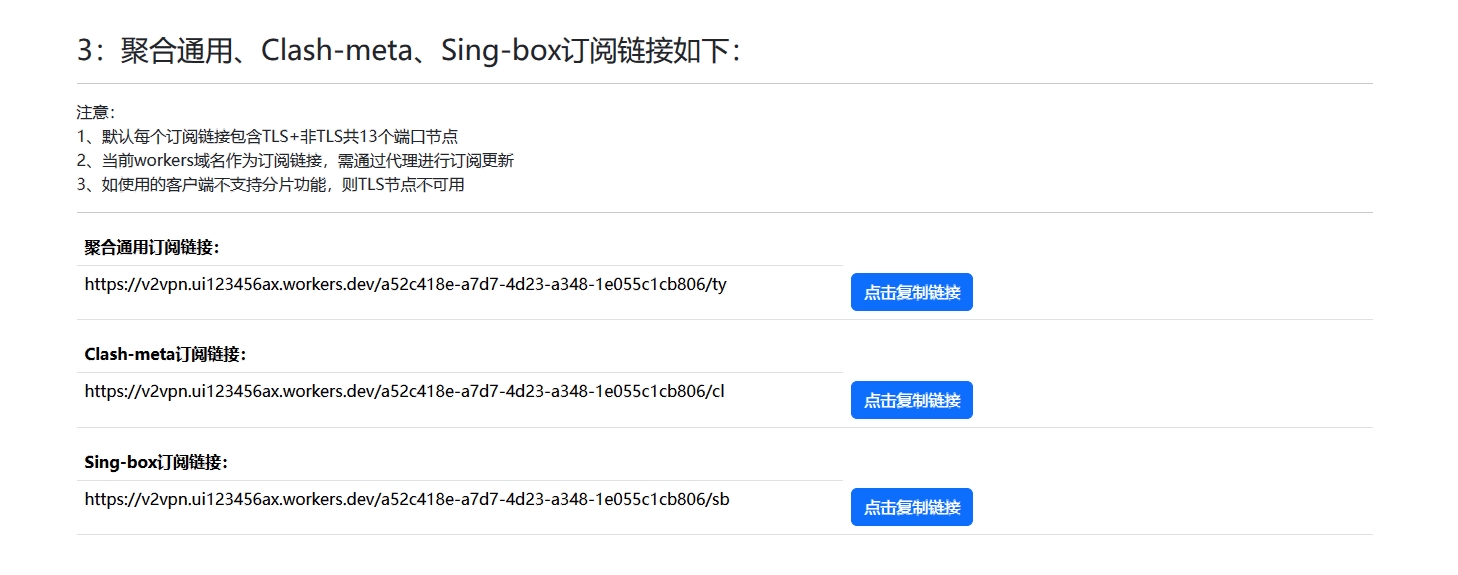 3：聚合通用、Clash-meta、Sing-box订阅链接如下：
注意：
1、默认每个订阅链接包含TLS+非TLS共13个端口节点
2、当前workers域名作为订阅链接，需通过代理进行订阅更新
3、如使用的客户端不支持分片功能，则TLS节点不可用
聚合通用订阅链接：
https://v2vpn.ui123456ax.workers.dev/a52c418e-a7d7-4d23-a348-1e055c1cb806/ty
点击复制链接
Clash-meta订阅链接：
https://v2vpn.ui123456ax.workers.dev/a52c418e-a7d7-4d23-a348-1e055c1cb806/cl
点击复制链接
Sing-box订阅链接：
https://v2vpn.ui123456ax.workers.dev/a52c418e-a7d7-4d23-a348-1e055c1cb806/sb
点击复制链接